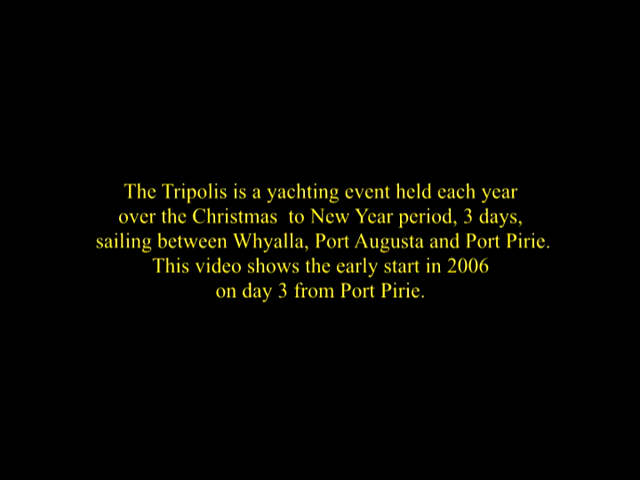 The Tripolis is a yachting event held each year
over the Christmas  to New Year period, 3 days,
sailing between Whyalla, Port Augusta and Port Pirie.
This video shows the early start in 2006
on day 3 from Port Pirie.